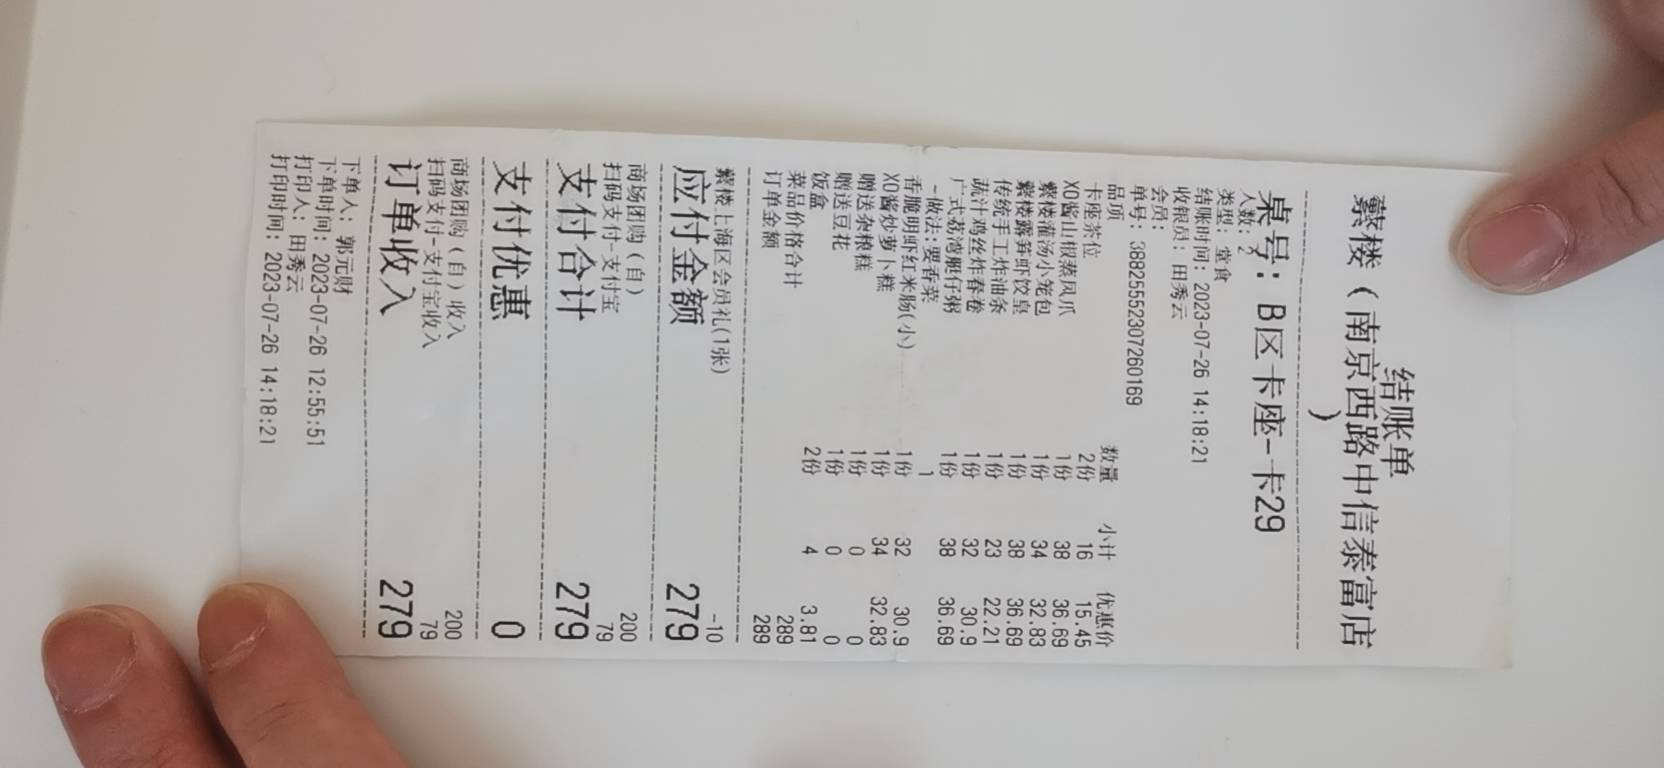 结账单
蘩楼（南京西路中信泰富店
）
桌号：B区卡座-卡29
人数：2
类型：堂食
结账时间：2023-07-26 14:18:21
收银员：田秀云
会员：
单号：3882555230726​0169
品项 数量 小计 优惠价
卡座茶位 2份 16 15.45
XO酱山椒蒸凤爪 1份 38 36.69
蘩楼灌汤小笼包 1份 34 32.83
蘩楼露笋虾饺皇 1份 38 36.69
传统手工炸油条 1份 23 22.21
蔬汁鸡丝炸春卷 1份 32 30.9
广式荔湾艇仔粥 1份 38 36.69
-做法:要香菜 1
香脆明虾红米肠(小) 1份 32 30.9
XO酱炒萝卜糕 1份 34 32.83
赠送杂粮糕 1份 0 0
赠送豆花 1份 0 0
饭盒 2份 4 3.81
菜品价格合计 289
订单金额 289
蘩楼上海区会员礼(1张) -10
应付金额 279
商场团购（自） 200
扫码支付-支付宝 79
支付合计 279
支付优惠 0
商场团购（自）收入 200
扫码支付-支付宝收入 79
订单收入 279
下单人：郭元财
下单时间：2023-07-26 12:55:51
打印人：田秀云
打印时间：2023-07-26 14:18:21